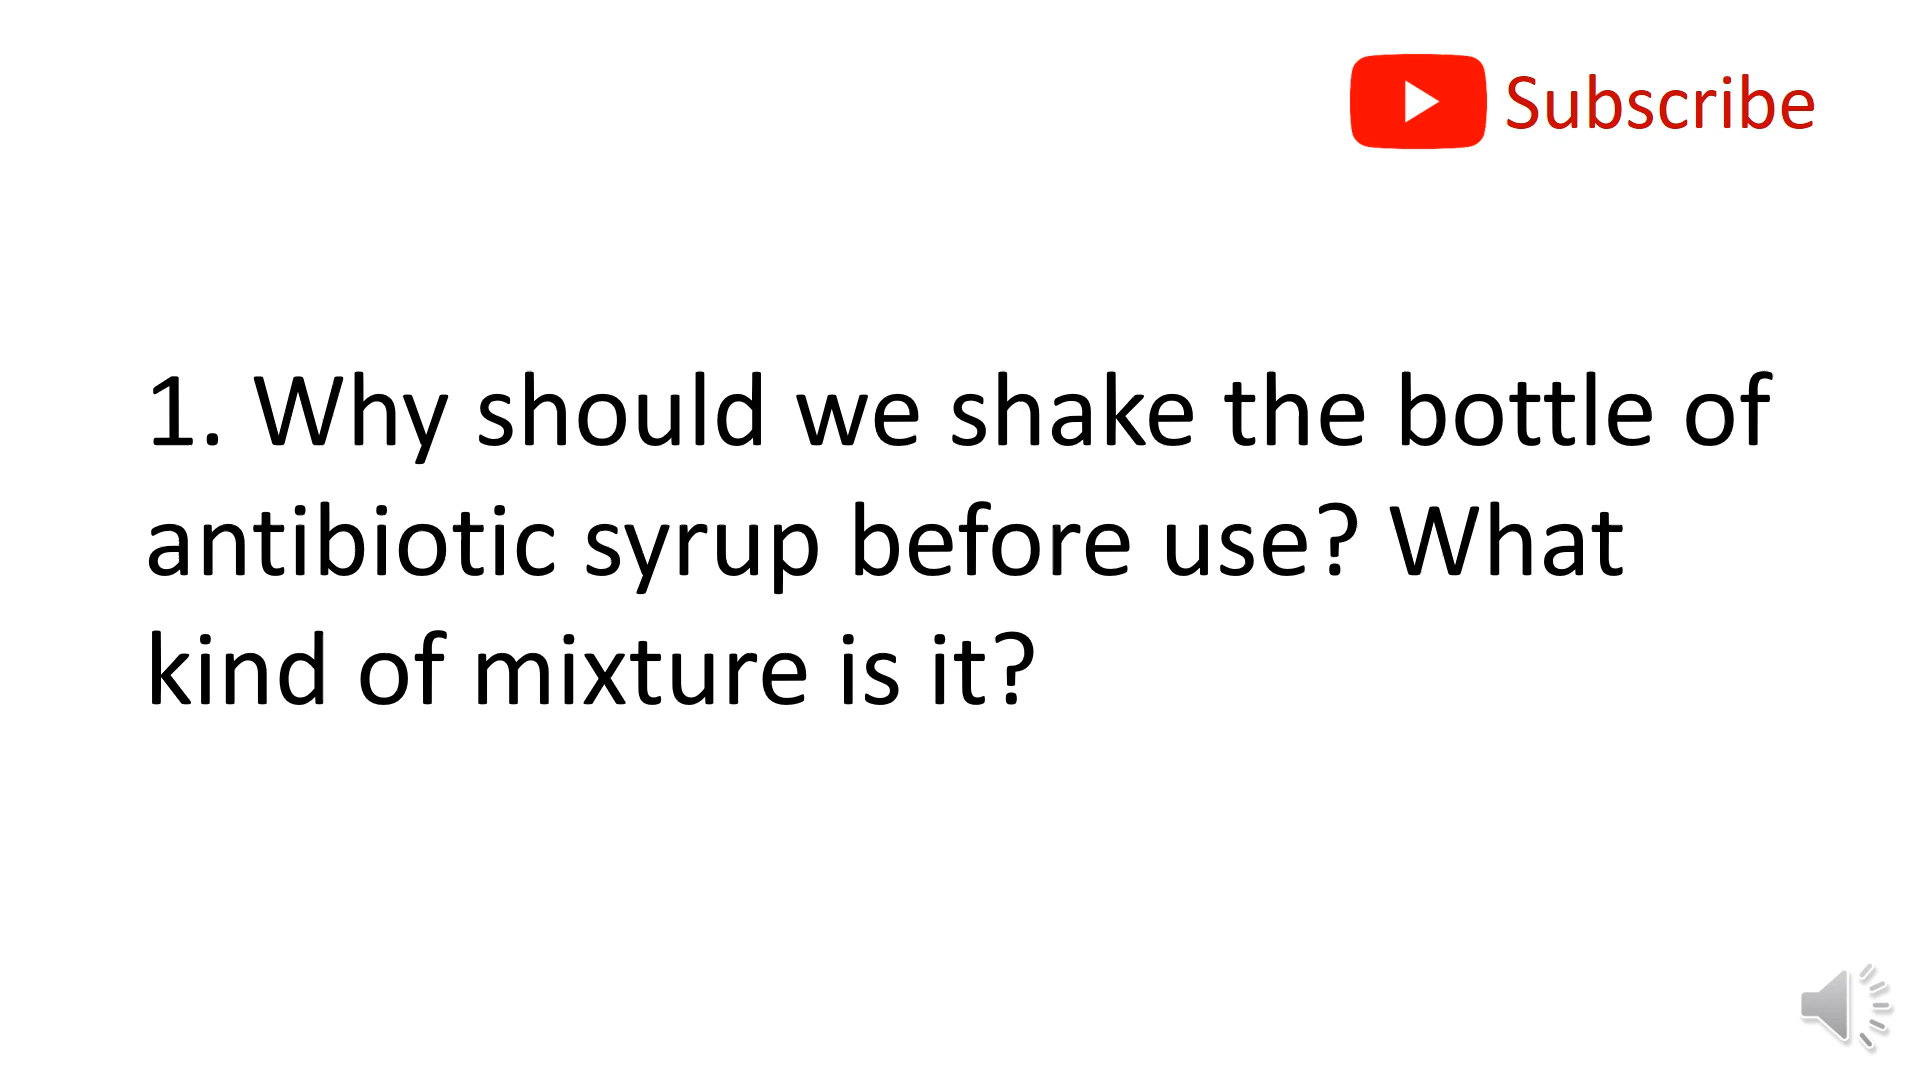 Subscribe
1. Why should we shake the bottle of
antibiotic syrup before use? What
kind of mixture is it?